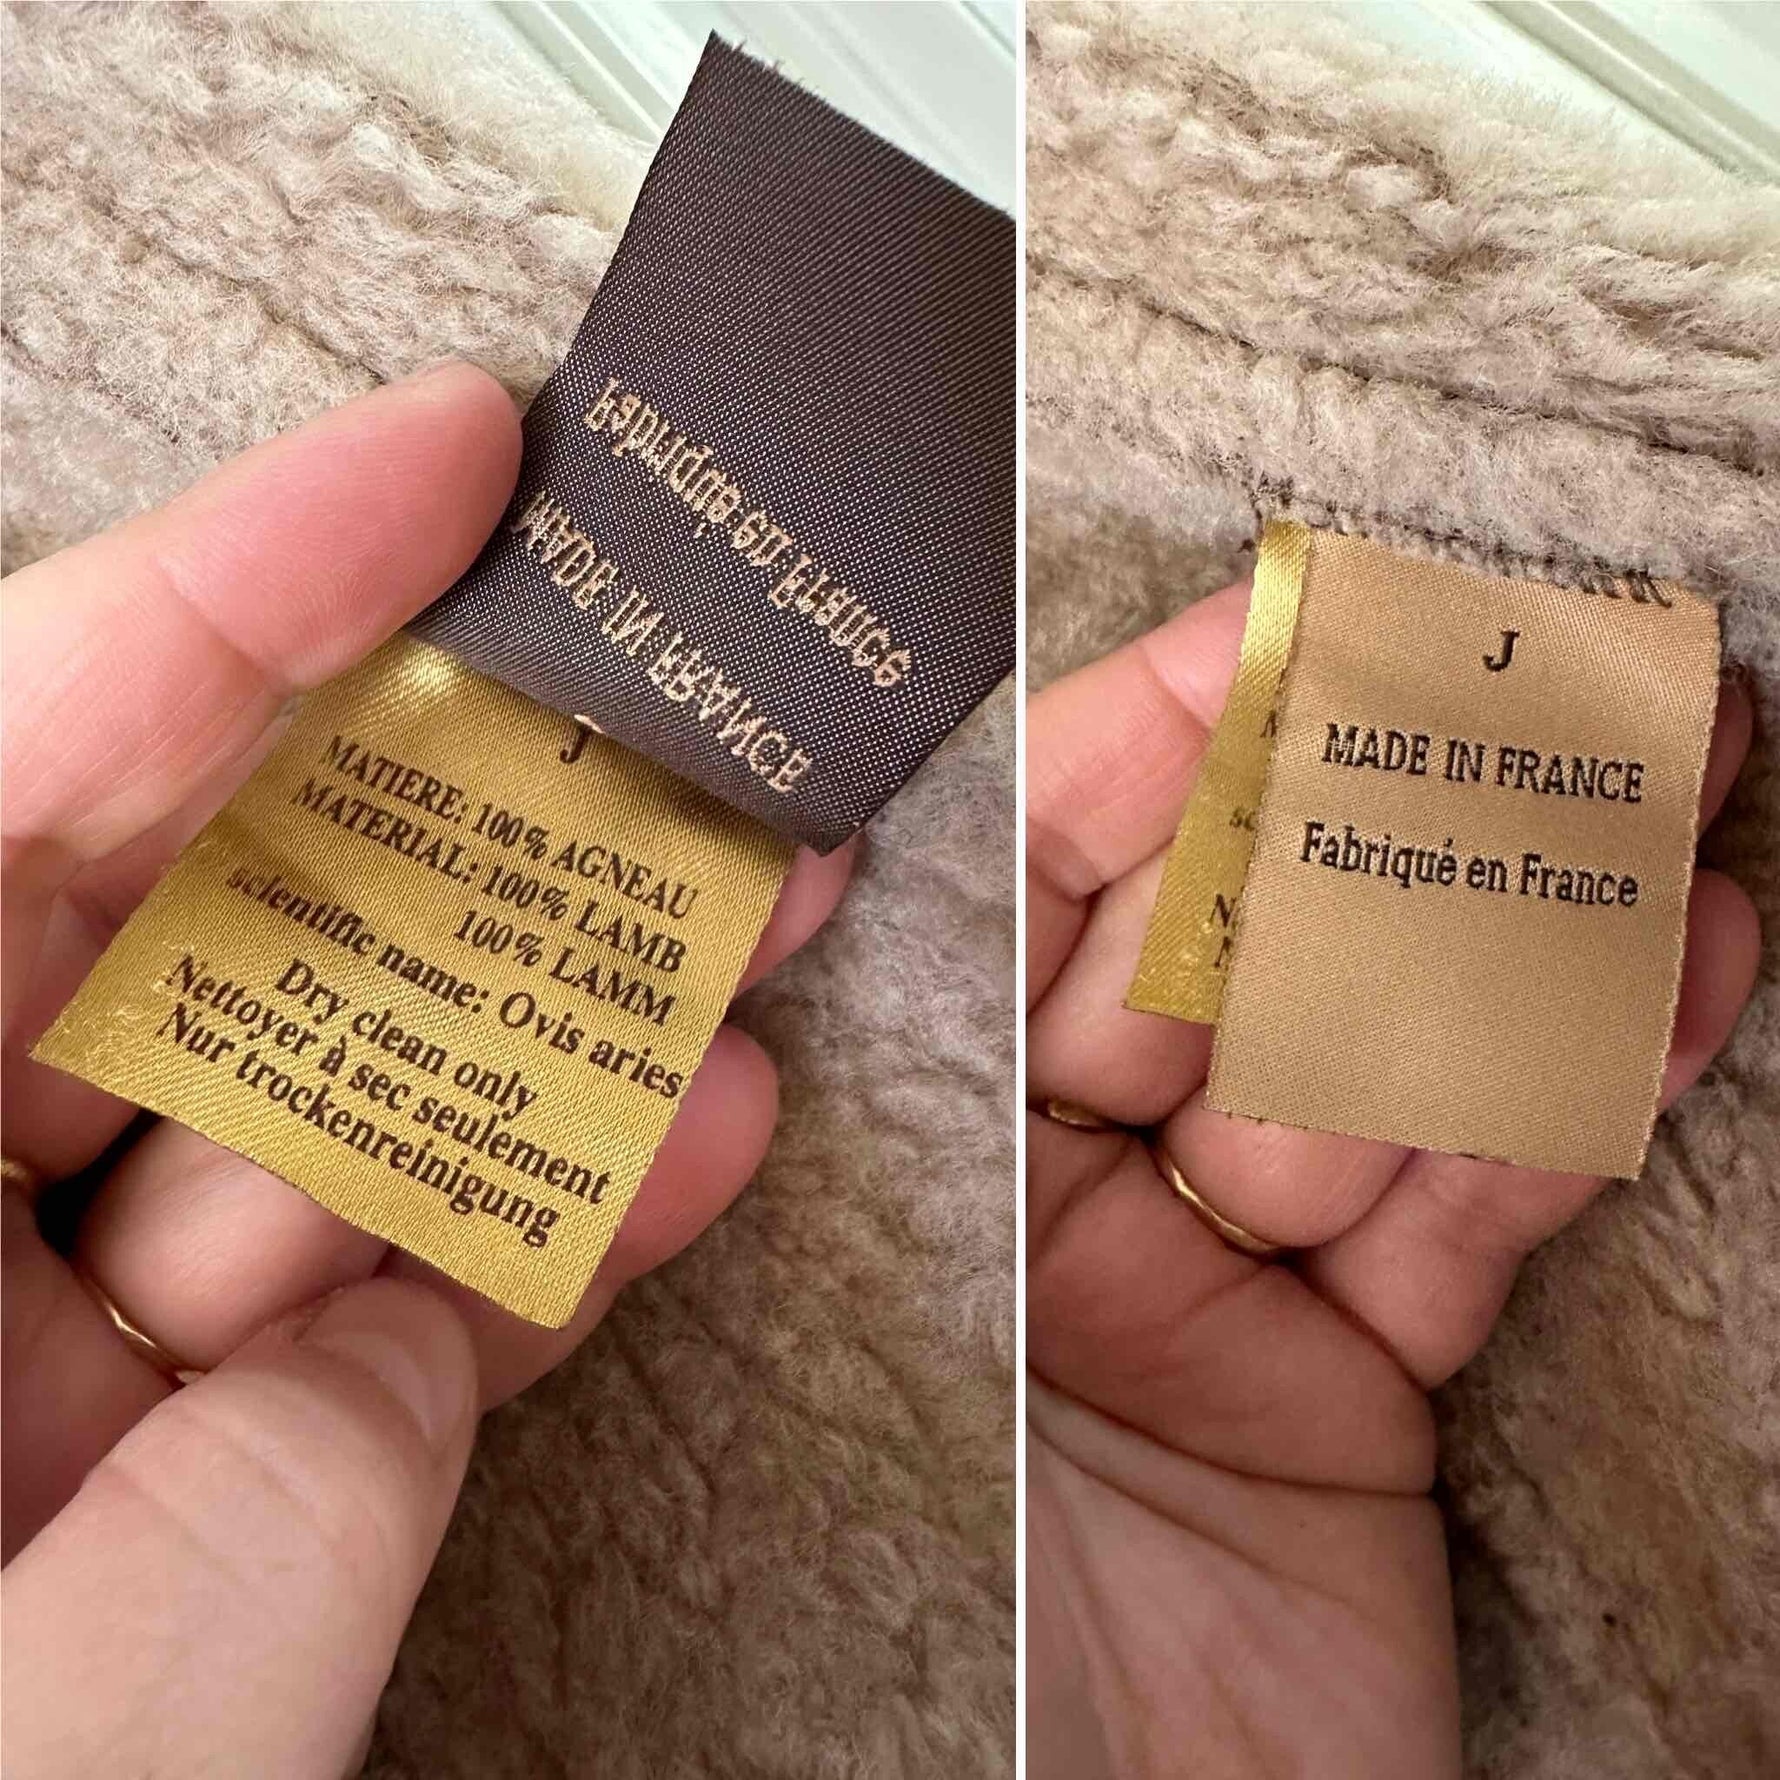 Fabriqué en France
MADE IN FRANCE
J
MATIERE: 100% AGNEAU
MATERIAL: 100% LAMB
100% LAMM
scientific name: Ovis aries
Dry clean only
Nettoyer à sec seulement
Nur trockenreinigung
J
MADE IN FRANCE
Fabriqué en France